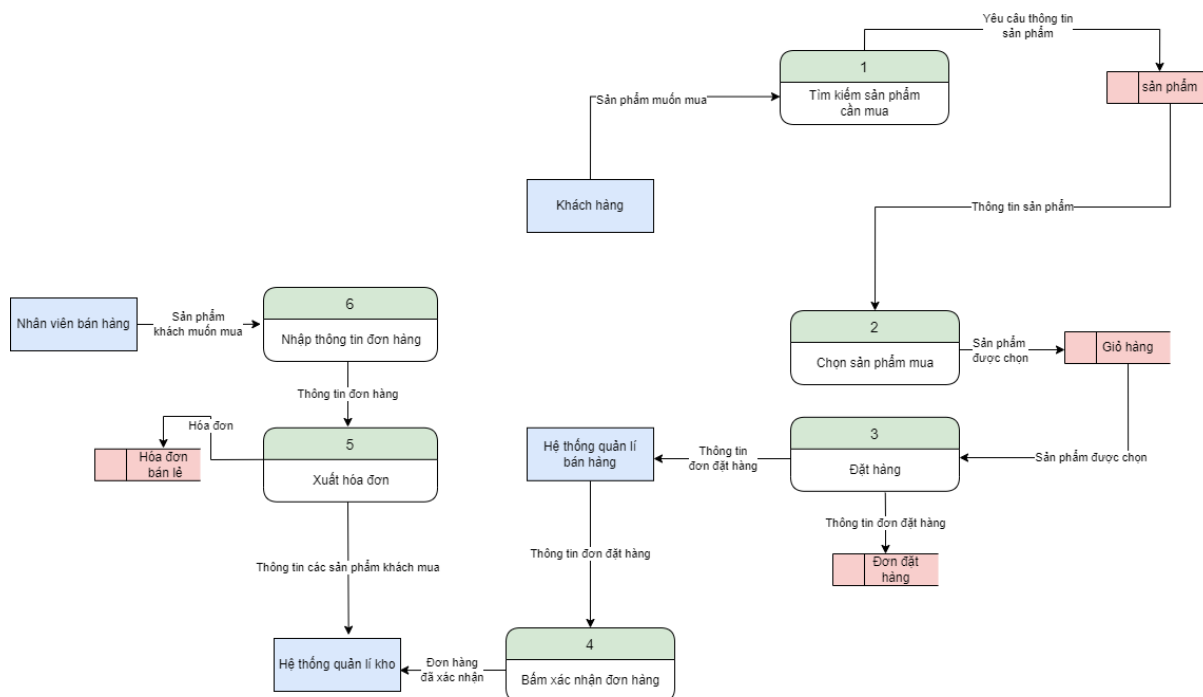 Yêu câu thông tin
sản phẩm
1
Tìm kiếm sản phẩm
cần mua
sản phẩm
Sản phẩm muốn mua
Khách hàng
Thông tin sản phẩm
6
Nhập thông tin đơn hàng
Nhân viên bán hàng
Sản phẩm
khách muốn mua
2
Chọn sản phẩm mua
Sản phẩm
được chọn
Giỏ hàng
Thông tin đơn hàng
Hóa đơn
Hóa đơn
bán lẻ
5
Xuất hóa đơn
Hệ thống quản lí
bán hàng
Thông tin
đơn đặt hàng
3
Đặt hàng
Sản phẩm được chọn
Thông tin đơn đặt hàng
Đơn đặt
hàng
Thông tin đơn đặt hàng
Thông tin các sản phẩm khách mua
Hệ thống quản lí kho
Đơn hàng
đã xác nhận
4
Bấm xác nhận đơn hàng